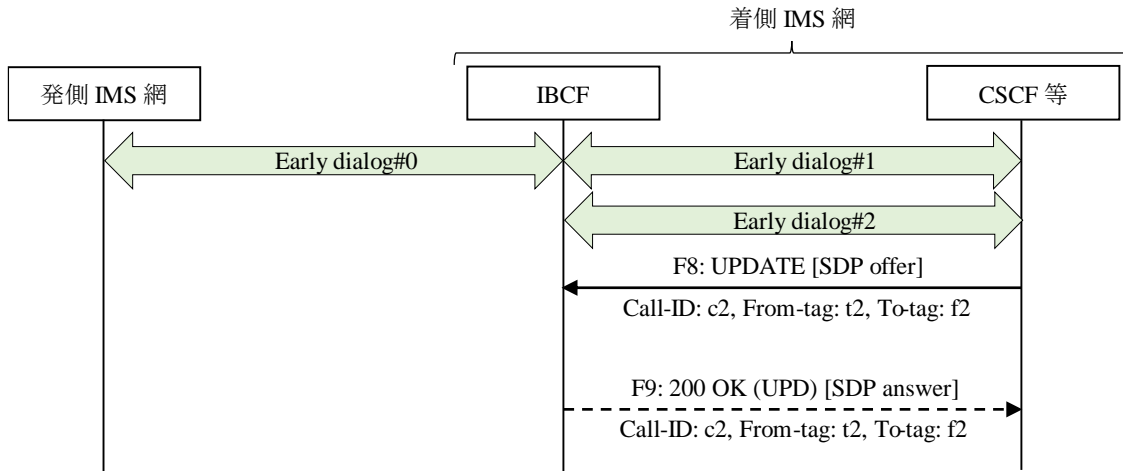 着側 IMS 網
発側 IMS 網
IBCF
CSCF 等
Early dialog#0
Early dialog#1
Early dialog#2
F8: UPDATE [SDP offer]
Call-ID: c2, From-tag: t2, To-tag: f2
F9: 200 OK (UPD) [SDP answer]
Call-ID: c2, From-tag: t2, To-tag: f2